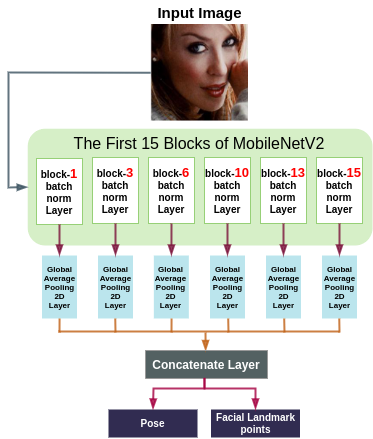 Input Image
The First 15 Blocks of MobileNetV2
block-1
batch
norm
Layer
block-3
batch
norm
Layer
block-6
batch
norm
Layer
block-10
batch
norm
Layer
block-13
batch
norm
Layer
block-15
batch
norm
Layer
Global
Average
Pooling
2D
Layer
Global
Average
Pooling
2D
Layer
Global
Average
Pooling
2D
Layer
Global
Average
Pooling
2D
Layer
Global
Average
Pooling
2D
Layer
Global
Average
Pooling
2D
Layer
Concatenate Layer
Pose
Facial Landmark
points